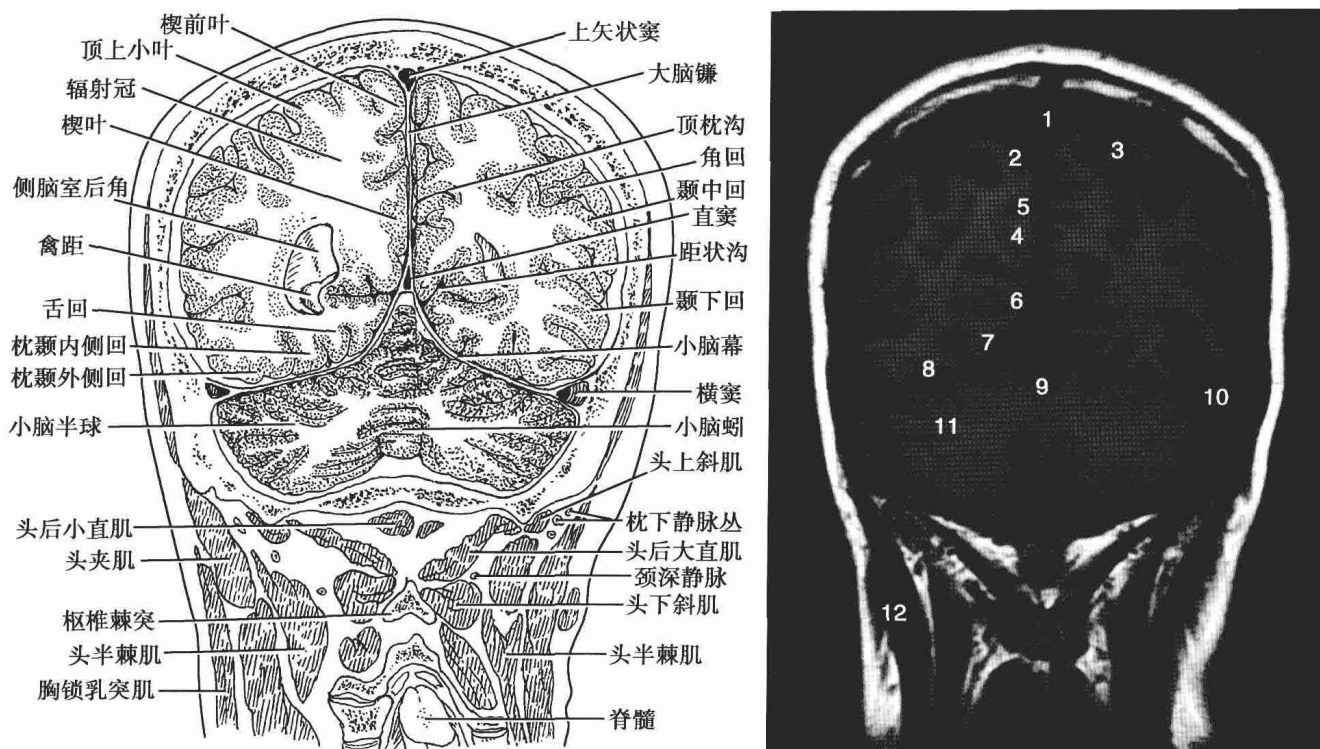 楔前叶
顶上小叶
辐射冠
楔叶
侧脑室后角
禽距
舌回
枕颞内侧回
枕颞外侧回
小脑半球
头后小直肌
头夹肌
枢椎棘突
头半棘肌
胸锁乳突肌
上矢状窦
大脑镰
顶枕沟
角回
颞中回
直窦
距状沟
颞下回
小脑幕
横窦
小脑蚓
头上斜肌
枕下静脉丛
头后大直肌
颈深静脉
头下斜肌
头半棘肌
脊髓
1
2
3
5
4
6
7
8
9
10
11
12